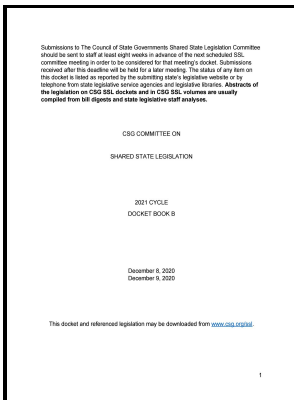 Submissions to The Council of State Governments Shared State Legislation Committee
should be sent to staff at least eight weeks in advance of the next scheduled SSL
committee meeting in order to be considered for that meeting's docket. Submissions
received after this deadline will be held for a later meeting. The status of any item on
this docket is listed as reported by the submitting state's legislative website or by
telephone from state legislative service agencies and legislative libraries. Abstracts of
the legislation on CSG SSL dockets and in CSG SSL volumes are usually
compiled from bill digests and state legislative staff analyses.
CSG COMMITTEE ON
SHARED STATE LEGISLATION
2021 CYCLE
DOCKET BOOK B
December 8, 2020
December 9, 2020
This docket and referenced legislation may be downloaded from www.csg.org/ssl.
1